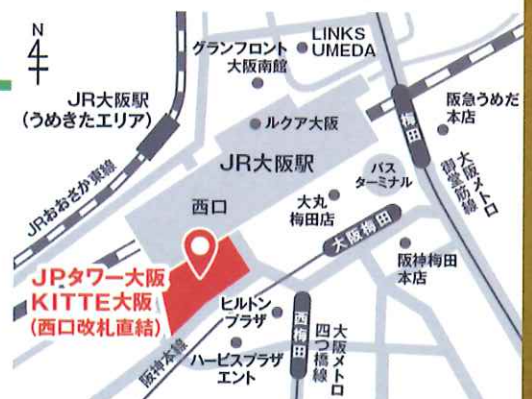 N
LINKS
UMEDA
グランフロント
大阪南館
JR大阪駅
(うめきたエリア)
梅田
阪急うめだ
本店
ルクア大阪
JR大阪駅
JRおおさか東線
バス
ターミナル
大阪メトロ
御堂筋線
西口
大丸
梅田店
大阪梅田
阪神梅田
本店
JPタワー大阪
KITTE大阪
(西口改札直結)
ヒルトン
プラザ
西梅田
大阪メトロ
四つ橋線
阪神本線
ハービスプラザ
エント